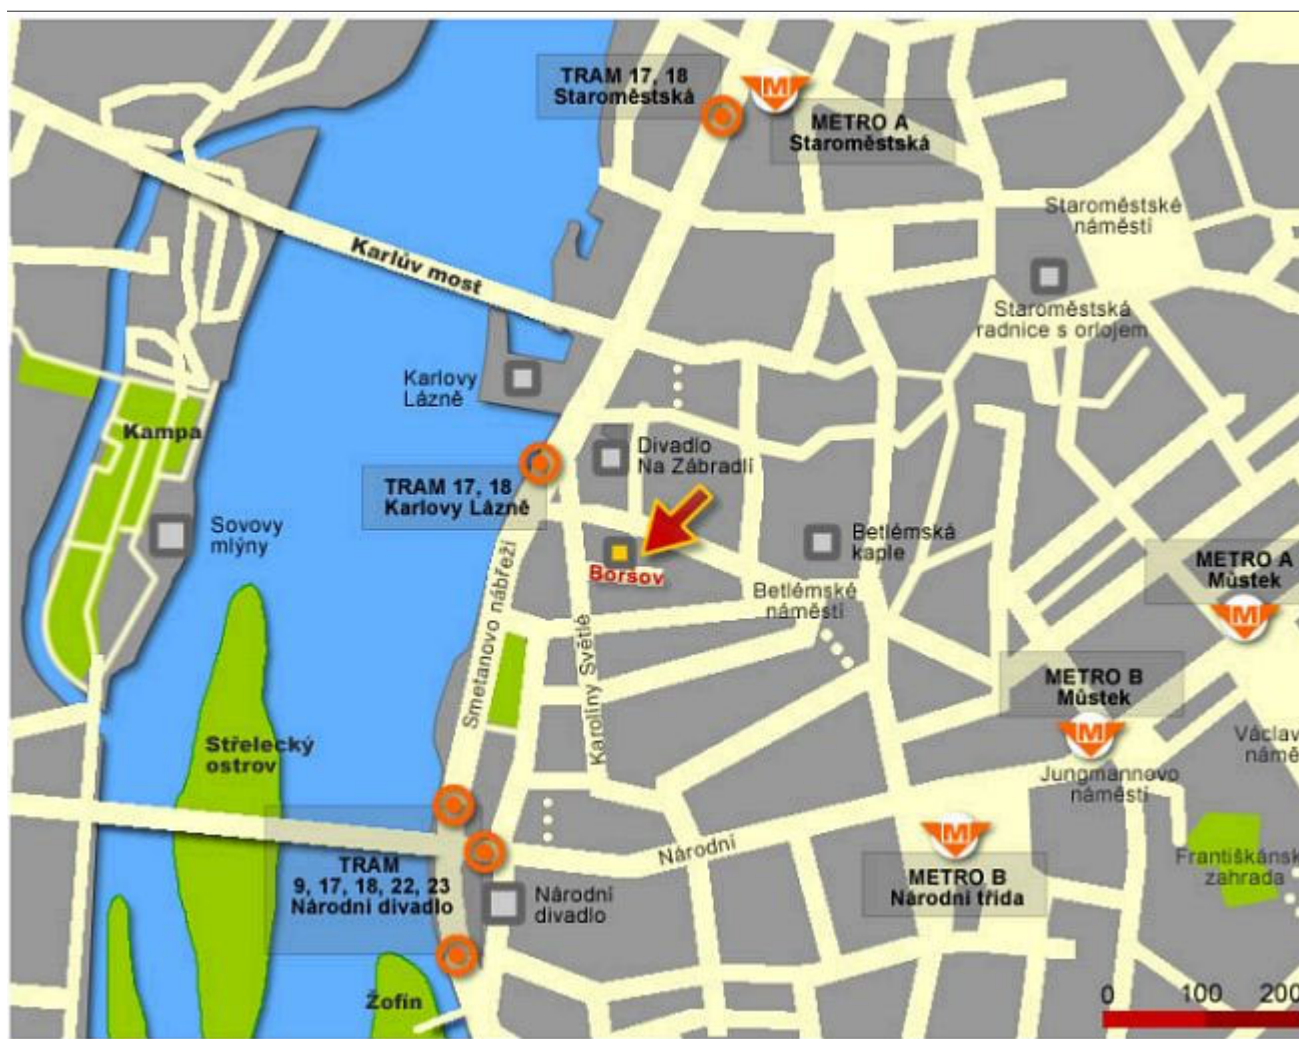 TRAM 17, 18
Staroměstská
METRO A
Staroměstská
Staroměstské
náměstí
Karlův most
Staroměstská
radnice s orlojem
Karlovy
Lázně
Kampa
Divadlo
Na Zábradlí
TRAM 17, 18
Karlovy Lázně
Sovovy
mlýny
Betlémská
kaple
METRO A
Můstek
Boršov
Betlémské
náměstí
Smetanovo nábřeží
Karoliny Světlé
METRO B
Můstek
Střelecký
ostrov
Václav
námě
Jungmannovo
náměstí
Národní
TRAM
9, 17, 18, 22, 23
Národní divadlo
Národní
divadlo
METRO B
Národní třída
Františkánsk
zahrada
Žofín
0 100 200